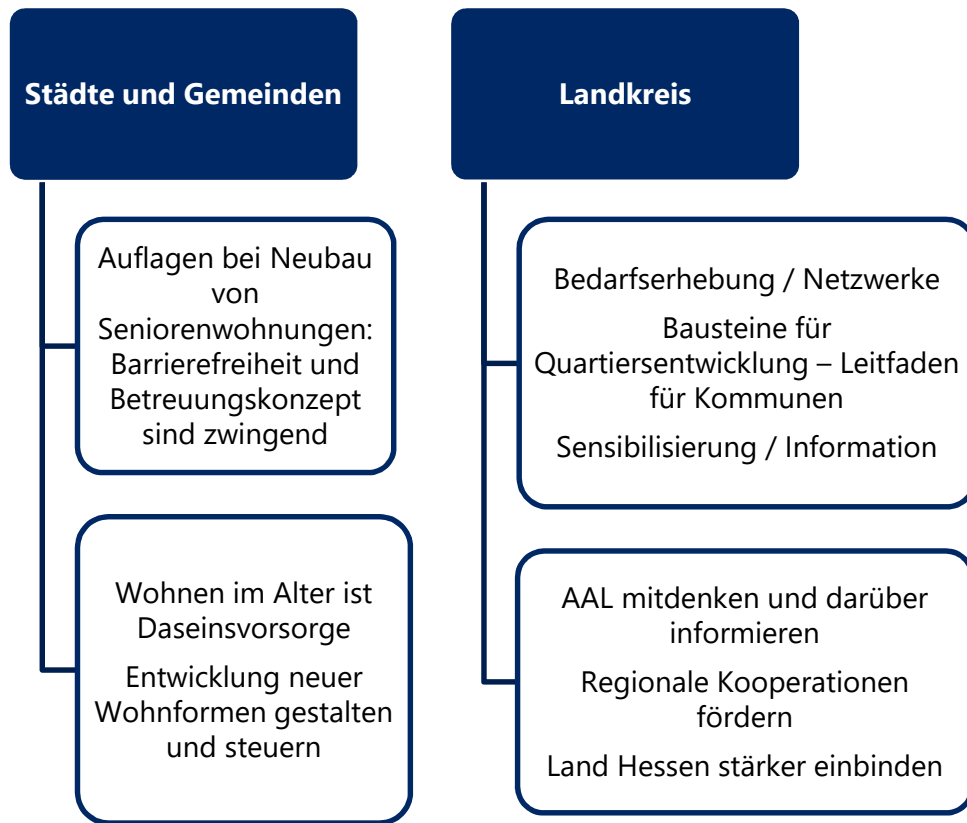 Städte und Gemeinden
Auflagen bei Neubau
von
Seniorenwohnungen:
Barrierefreiheit und
Betreuungskonzept
sind zwingend
Wohnen im Alter ist
Daseinsvorsorge
Entwicklung neuer
Wohnformen gestalten
und steuern
Landkreis
Bedarfserhebung / Netzwerke
Bausteine für
Quartiersentwicklung – Leitfaden
für Kommunen
Sensibilisierung / Information
AAL mitdenken und darüber
informieren
Regionale Kooperationen
fördern
Land Hessen stärker einbinden